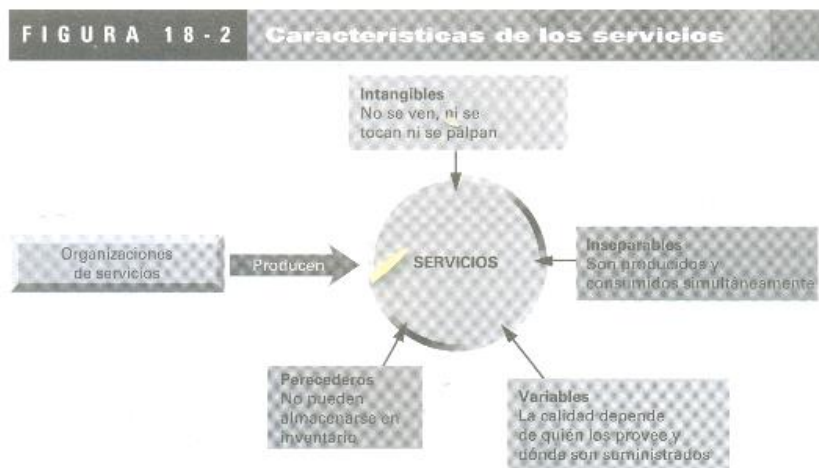 FIGURA 18-2 Características de los servicios
Intangibles
No se ven, ni se
tocan ni se palpan
Organizaciones
de servicios
Producen
SERVICIOS
Inseparables
Son producidos y
consumidos simultáneamente
Perecederos
No pueden
almacenarse en
inventario
Variables
La calidad depende
de quién los provee y
dónde son suministrados